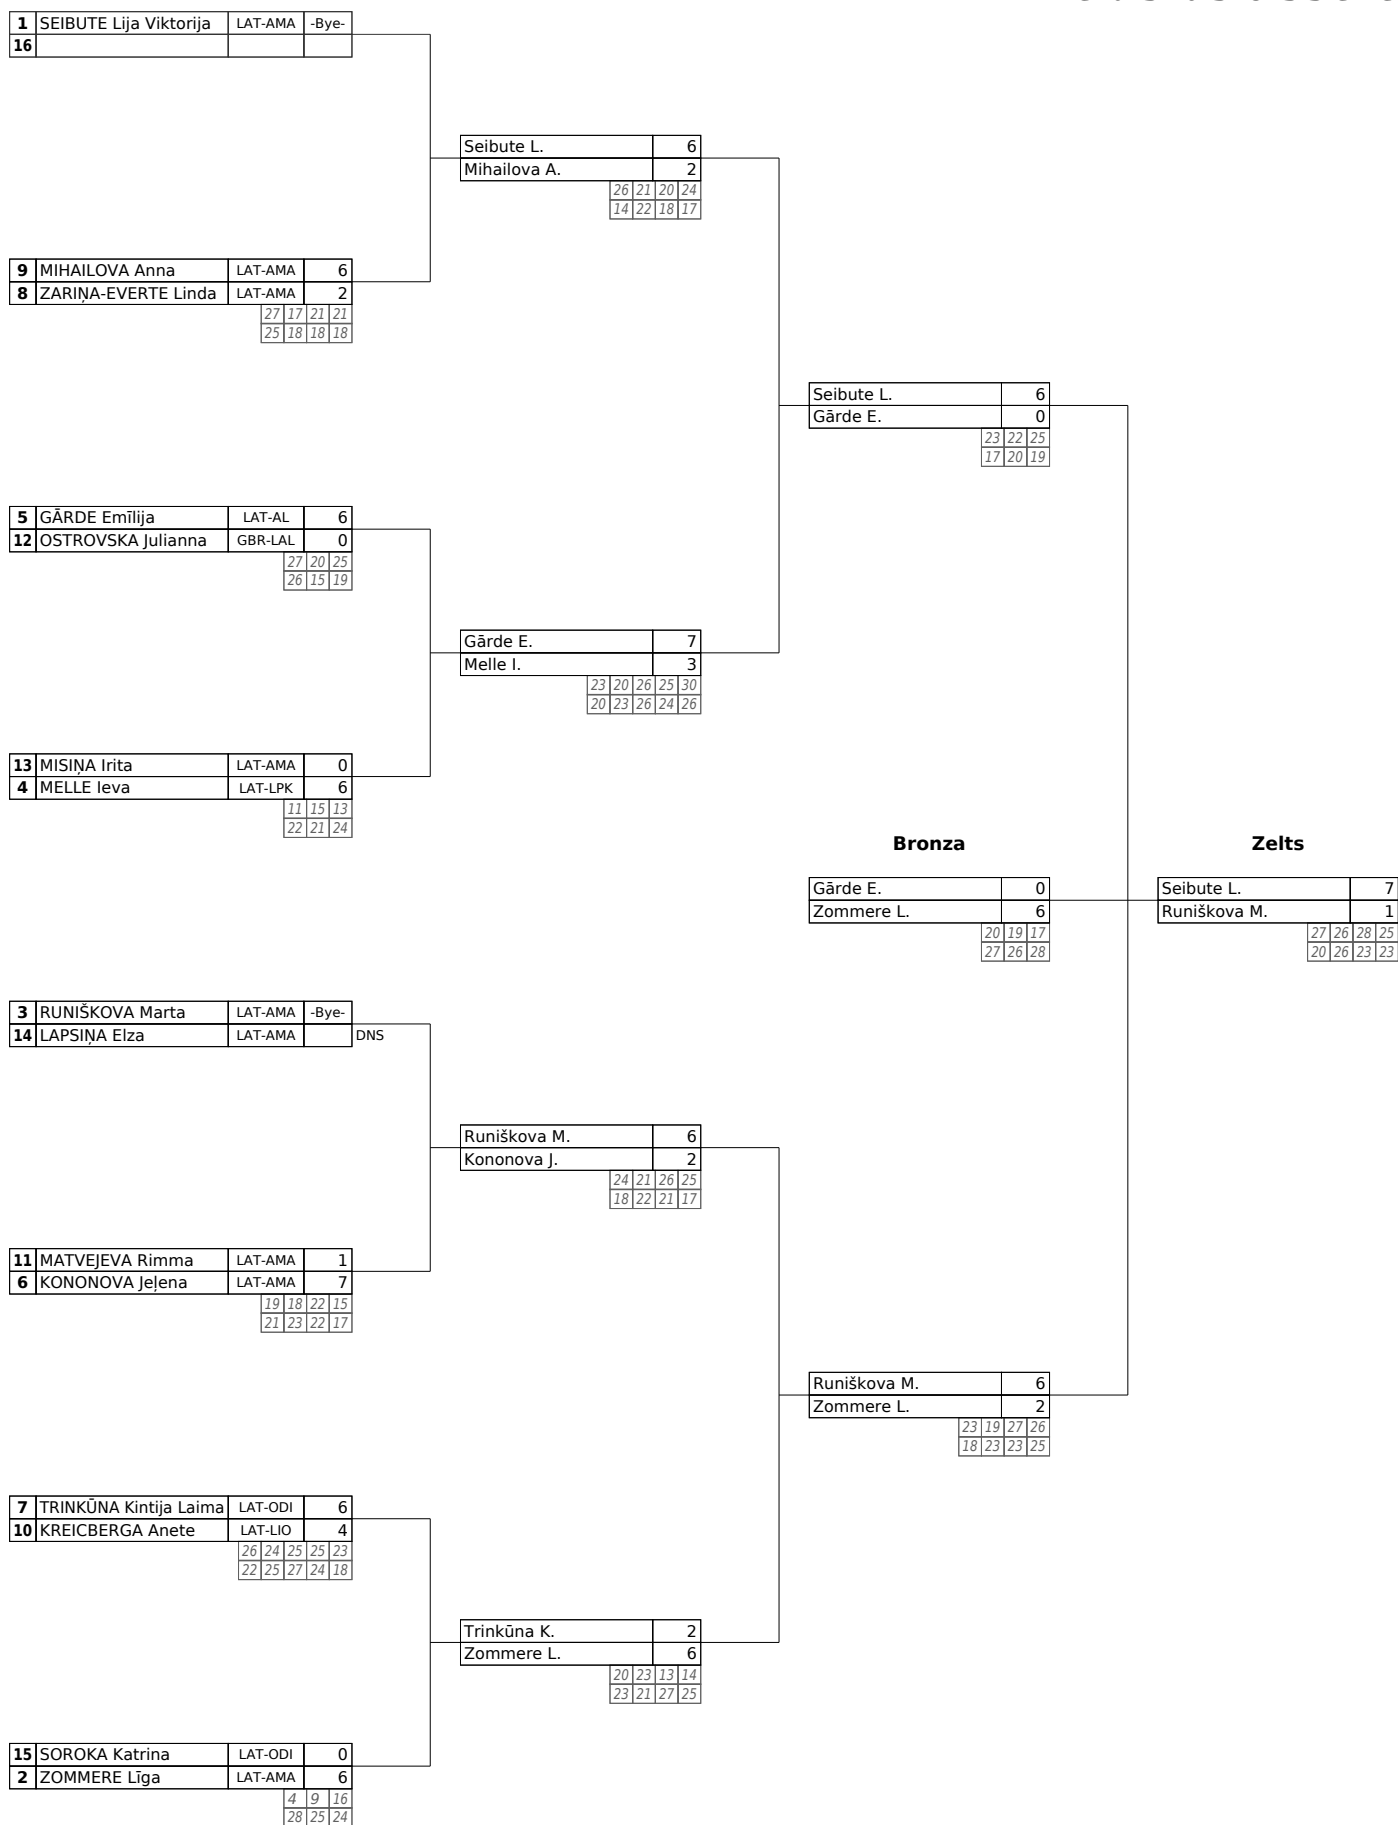 1 SEIBUTE Lija Viktorija LAT-AMA -Bye-
16
Seibute L. 6
Mihailova A. 2
26 21 20 24
14 22 18 17
9 MIHAILOVA Anna LAT-AMA 6
8 ZARIŅA-EVERTE Linda LAT-AMA 2
27 17 21 21
25 18 18 18
Seibute L. 6
Gārde E. 0
23 22 25
17 20 19
5 GĀRDE Emīlija LAT-AL 6
12 OSTROVSKA Julianna GBR-LAL 0
27 20 25
26 15 19
Gārde E. 7
Melle I. 3
23 20 26 25 30
20 23 26 24 26
13 MISIŅA Irita LAT-AMA 0
4 MELLE Ieva LAT-LPK 6
11 15 13
22 21 24
Bronza Zelts
Gārde E. 0 Seibute L. 7
Zommere L. 6 Runiškova M. 1
20 19 17 27 26 28 25
27 26 28 20 26 23 23
3 RUNIŠKOVA Marta LAT-AMA -Bye-
14 LAPSIŅA Elza LAT-AMA DNS
Runiškova M. 6
Kononova J. 2
24 21 26 25
18 22 21 17
11 MATVEJEVA Rimma LAT-AMA 1
6 KONONOVA Jeļena LAT-AMA 7
19 18 22 15
21 23 22 17
Runiškova M. 6
Zommere L. 2
23 19 27 26
18 23 23 25
7 TRINKŪNA Kintija Laima LAT-ODI 6
10 KREICBERGA Anete LAT-LIO 4
26 24 25 25 23
22 25 27 24 18
Trinkūna K. 2
Zommere L. 6
20 23 13 14
23 21 27 25
15 SOROKA Katrina LAT-ODI 0
2 ZOMMERE Līga LAT-AMA 6
4 9 16
28 25 24